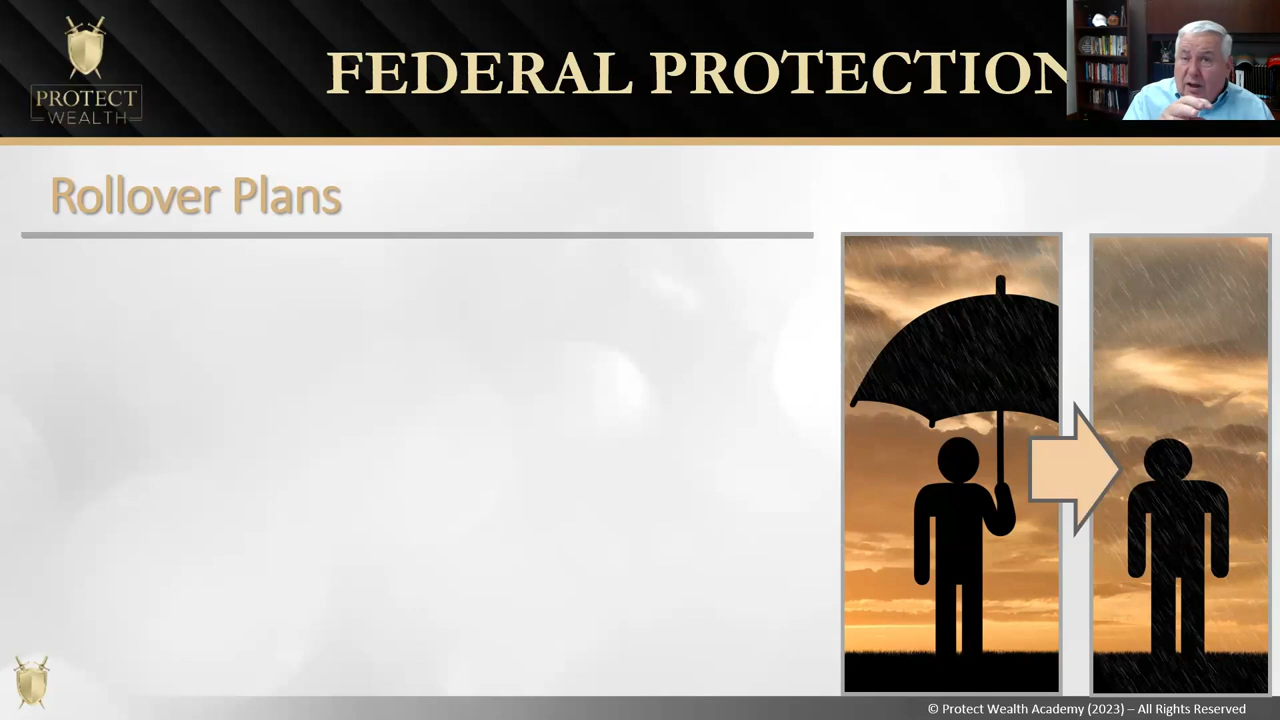 PROTECT
WEALTH
FEDERAL PROTECTION
Rollover Plans
© Protect Wealth Academy (2023) – All Rights Reserved